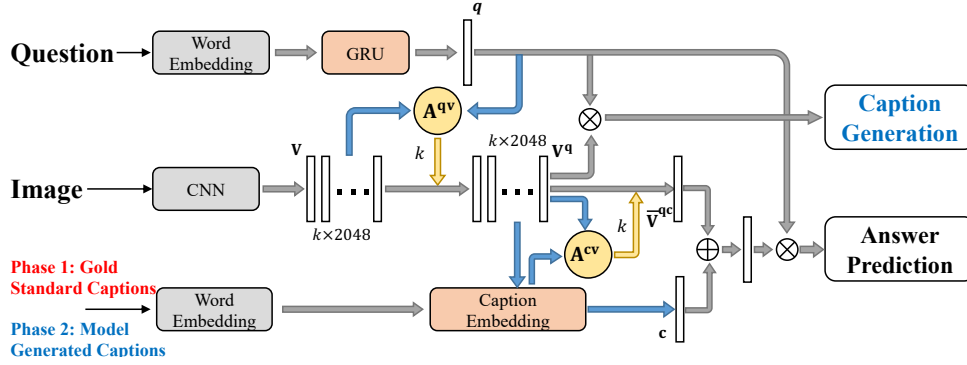 q
Question
Word
Embedding
GRU
A^qv
Caption
Generation
V
k
k×2048
V^q
Image
CNN
k×2048
k
V̅^qc
A^cv
Answer
Prediction
Phase 1: Gold
Standard Captions
Phase 2: Model
Generated Captions
Word
Embedding
Caption
Embedding
c